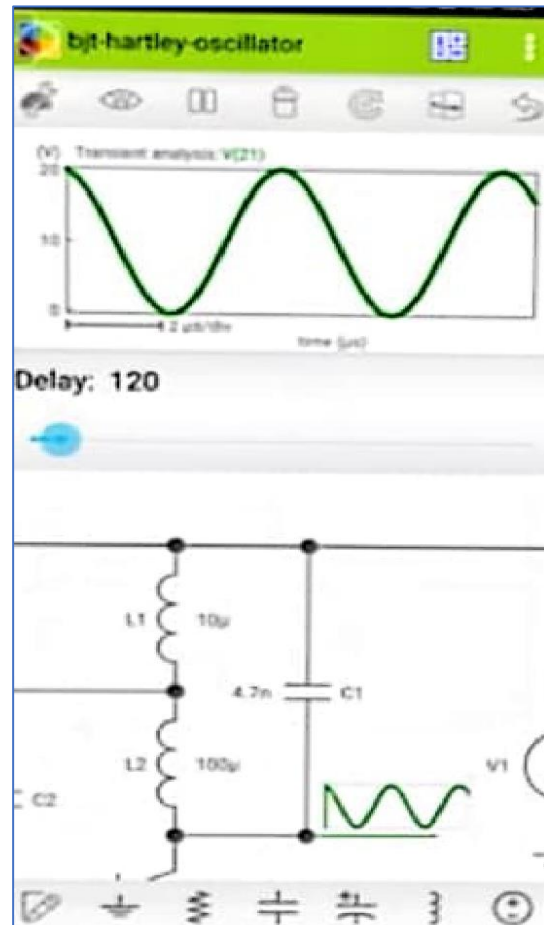 bjt-hartley-oscillator
(V) Transient analysis: V(21)
20
10
0
2 µs/div
time (µs)
Delay: 120
L1 10µ
4.7n C1
L2 100µ
V1
C2